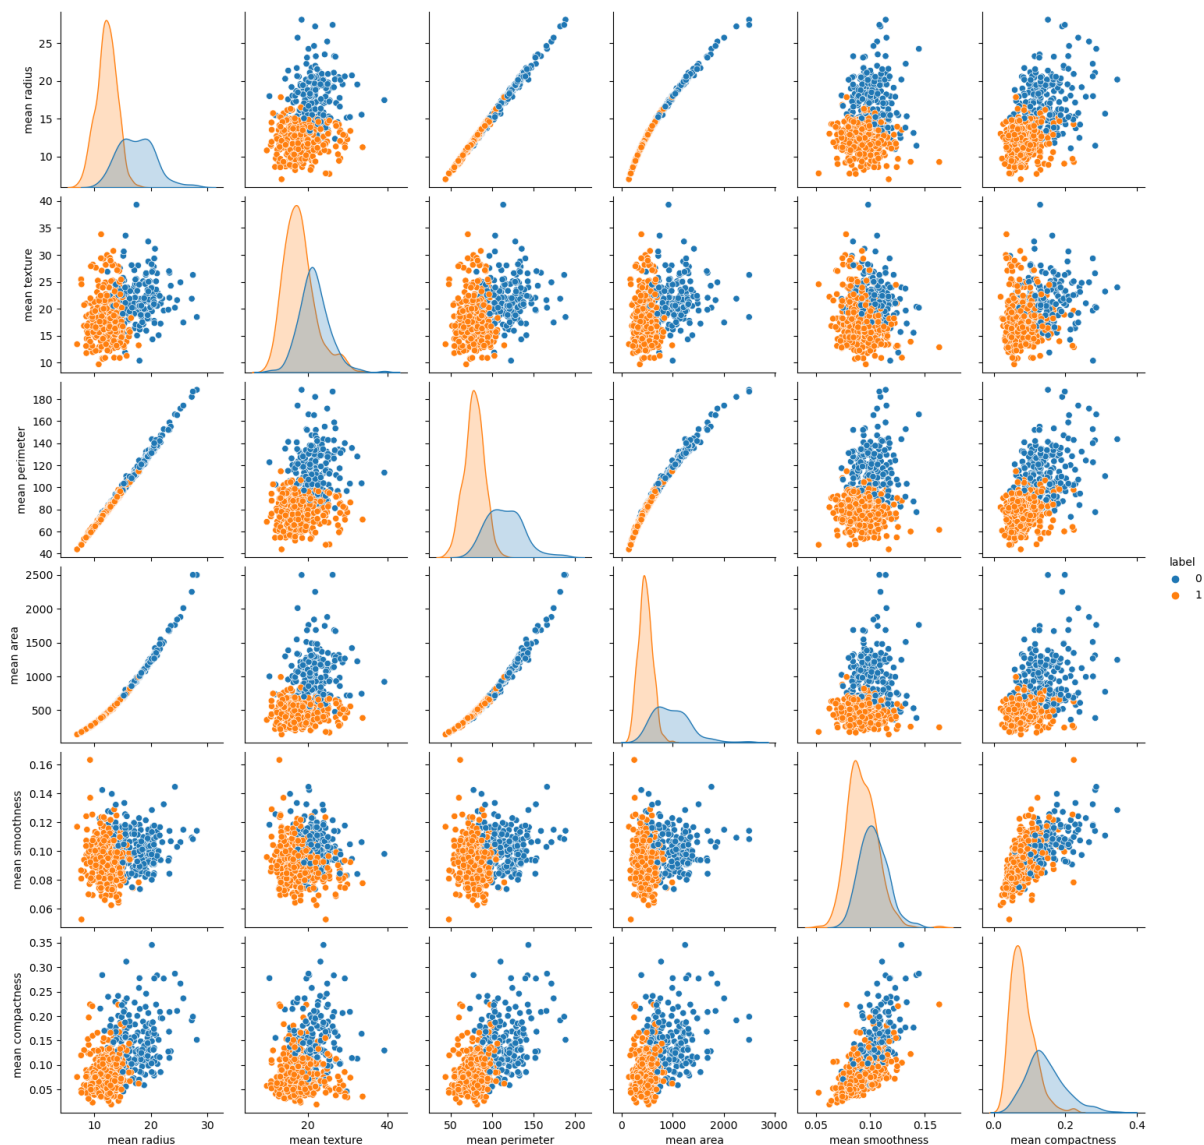 mean radius
25
20
15
10
mean texture
40
35
30
25
20
15
10
mean perimeter
180
160
140
120
100
80
60
40
label
0
1
mean area
2500
2000
1500
1000
500
mean smoothness
0.16
0.14
0.12
0.10
0.08
0.06
mean compactness
0.35
0.30
0.25
0.20
0.15
0.10
0.05
10 20 30
20 40
50 100 150 200
0 1000 2000 3000
0.05 0.10 0.15
0.0 0.2 0.4
mean radius
mean texture
mean perimeter
mean area
mean smoothness
mean compactness